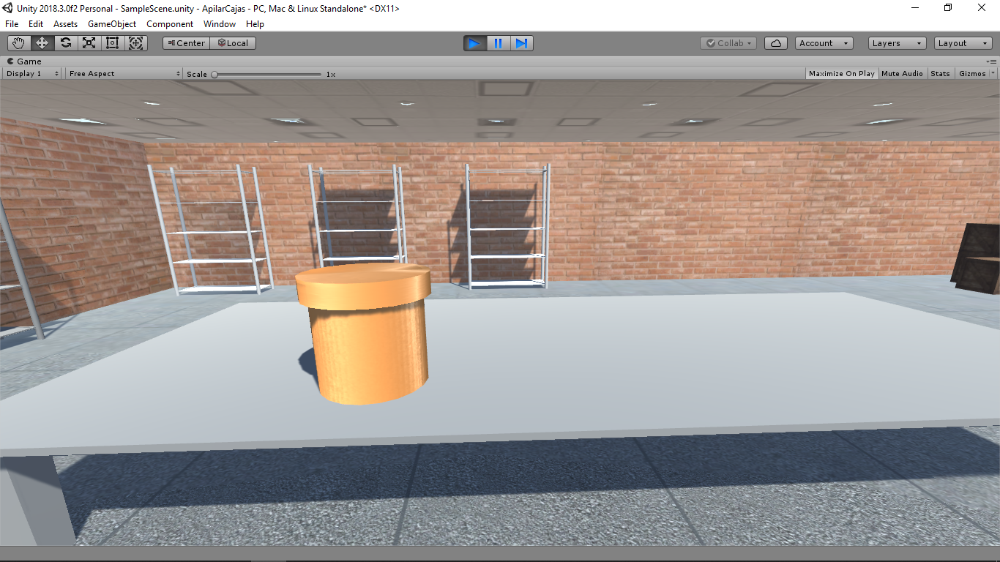 Unity 2018.3.0f2 Personal - SampleScene.unity - ApilarCajas - PC, Mac & Linux Standalone* <DX11>
File Edit Assets GameObject Component Window Help
Center Local Collab Account Layers Layout
Game
Display 1 Free Aspect Scale 1x Maximize On Play Mute Audio Stats Gizmos